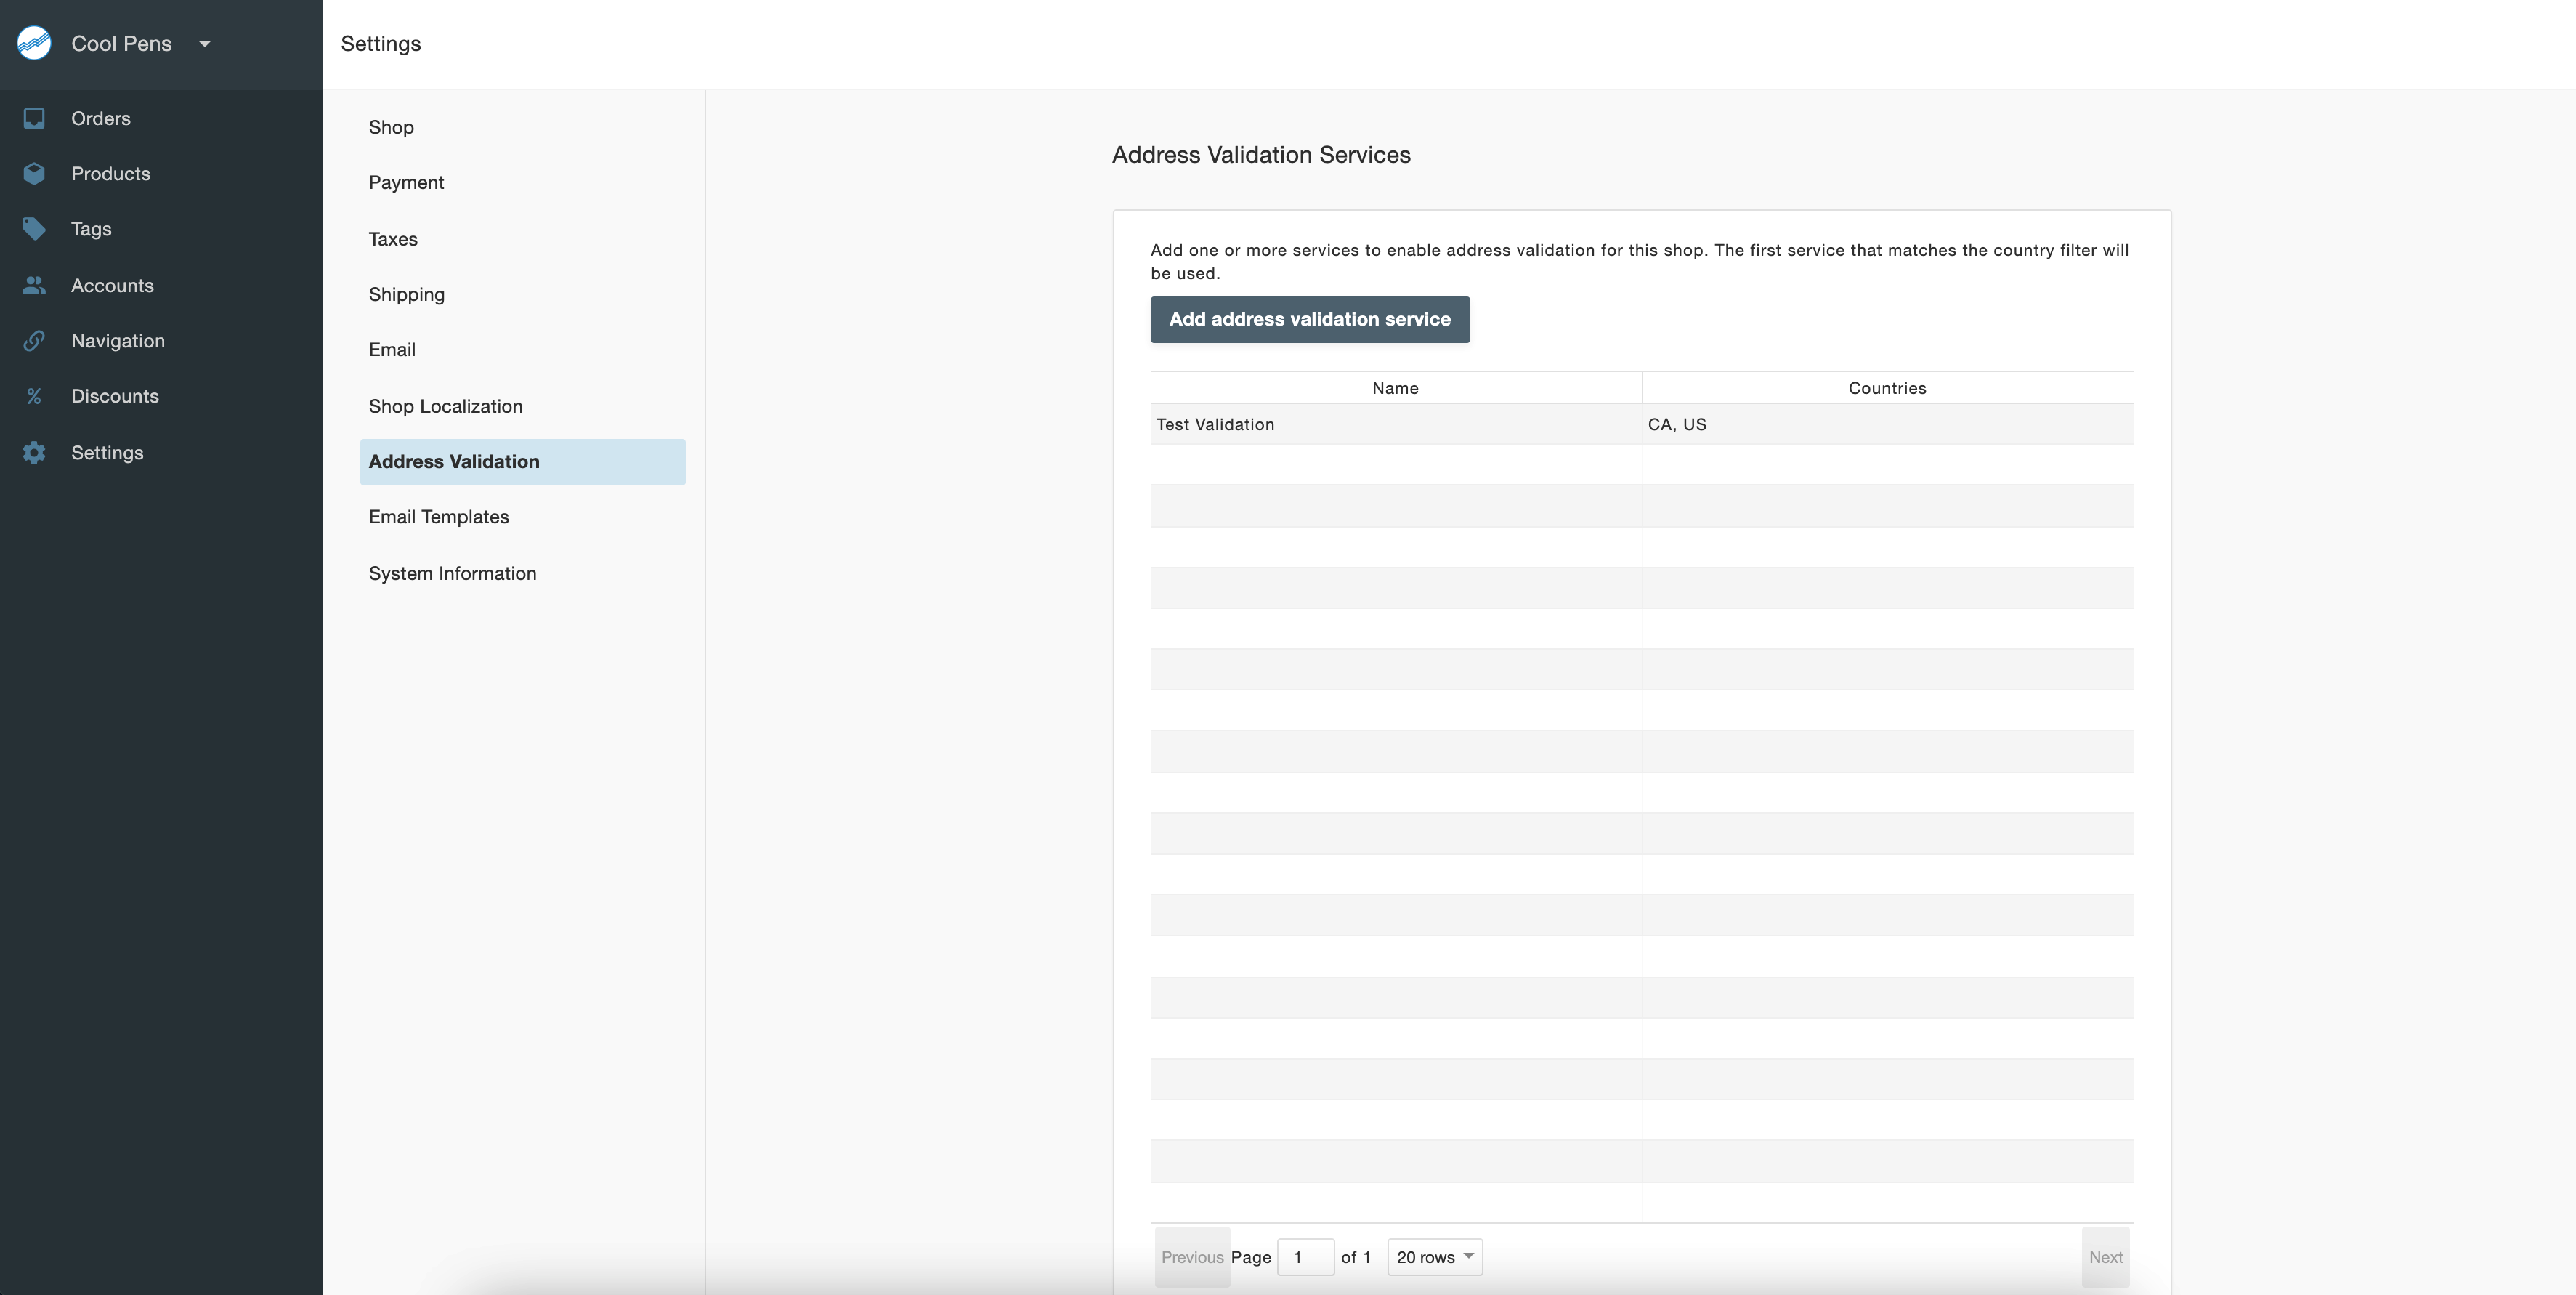 Cool Pens
Settings
Orders
Products
Tags
Accounts
Navigation
Discounts
Settings
Shop
Payment
Taxes
Shipping
Email
Shop Localization
Address Validation
Email Templates
System Information
Address Validation Services
Add one or more services to enable address validation for this shop. The first service that matches the country filter will
be used.
Add address validation service
Name Countries
Test Validation CA, US
Previous Page 1 of 1 20 rows Next